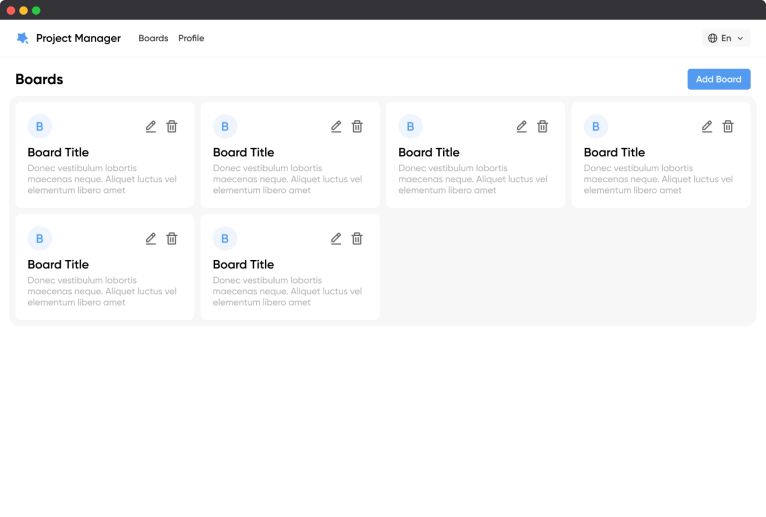 Project Manager Boards Profile En
Boards Add Board
B B B B
Board Title Board Title Board Title Board Title
Donec vestibulum lobortis Donec vestibulum lobortis Donec vestibulum lobortis Donec vestibulum lobortis
maecenas neque. Aliquet luctus vel maecenas neque. Aliquet luctus vel maecenas neque. Aliquet luctus vel maecenas neque. Aliquet luctus vel
elementum libero amet elementum libero amet elementum libero amet elementum libero amet
B B
Board Title Board Title
Donec vestibulum lobortis Donec vestibulum lobortis
maecenas neque. Aliquet luctus vel maecenas neque. Aliquet luctus vel
elementum libero amet elementum libero amet